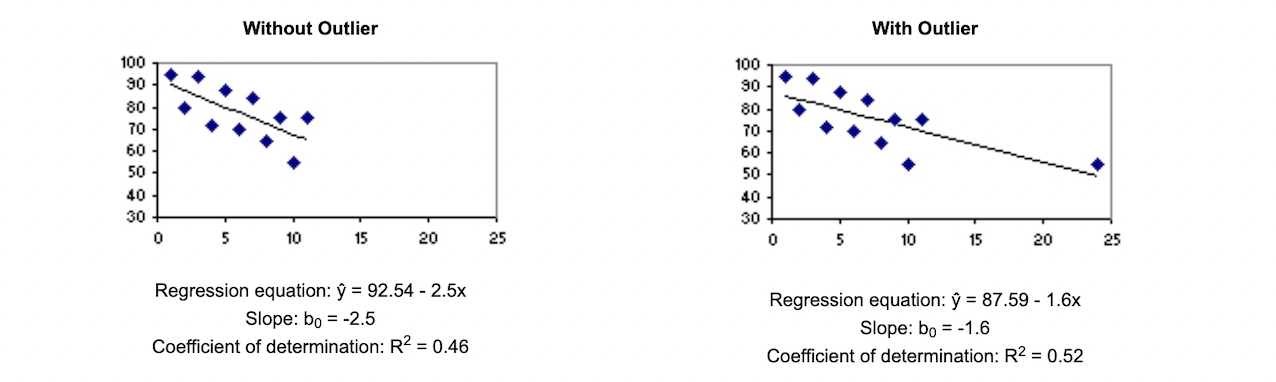 Without Outlier
100
90
80
70
60
50
40
30
0 5 10 15 20 25
Regression equation: ŷ = 92.54 - 2.5x
Slope: b₀ = -2.5
Coefficient of determination: R² = 0.46
With Outlier
100
90
80
70
60
50
40
30
0 5 10 15 20 25
Regression equation: ŷ = 87.59 - 1.6x
Slope: b₀ = -1.6
Coefficient of determination: R² = 0.52